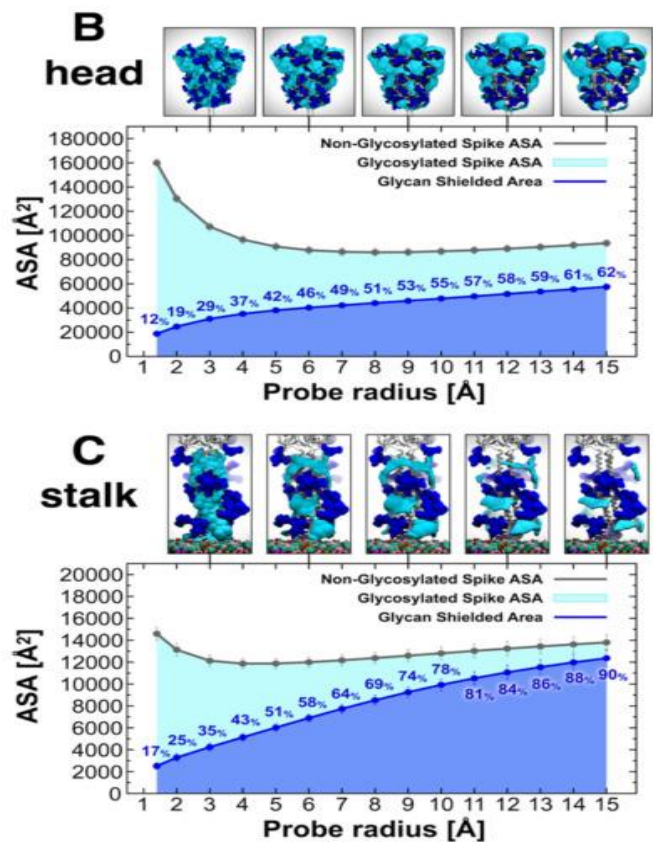 B
head
180000
160000
140000
120000
100000
80000
60000
40000
20000
0
ASA [Å²]
Non-Glycosylated Spike ASA
Glycosylated Spike ASA
Glycan Shielded Area
12% 19% 29% 37% 42% 46% 49% 51% 53% 55% 57% 58% 59% 61% 62%
1 2 3 4 5 6 7 8 9 10 11 12 13 14 15
Probe radius [Å]
C
stalk
20000
18000
16000
14000
12000
10000
8000
6000
4000
2000
0
ASA [Å²]
Non-Glycosylated Spike ASA
Glycosylated Spike ASA
Glycan Shielded Area
17% 25% 35% 43% 51% 58% 64% 69% 74% 78% 81% 84% 86% 88% 90%
1 2 3 4 5 6 7 8 9 10 11 12 13 14 15
Probe radius [Å]